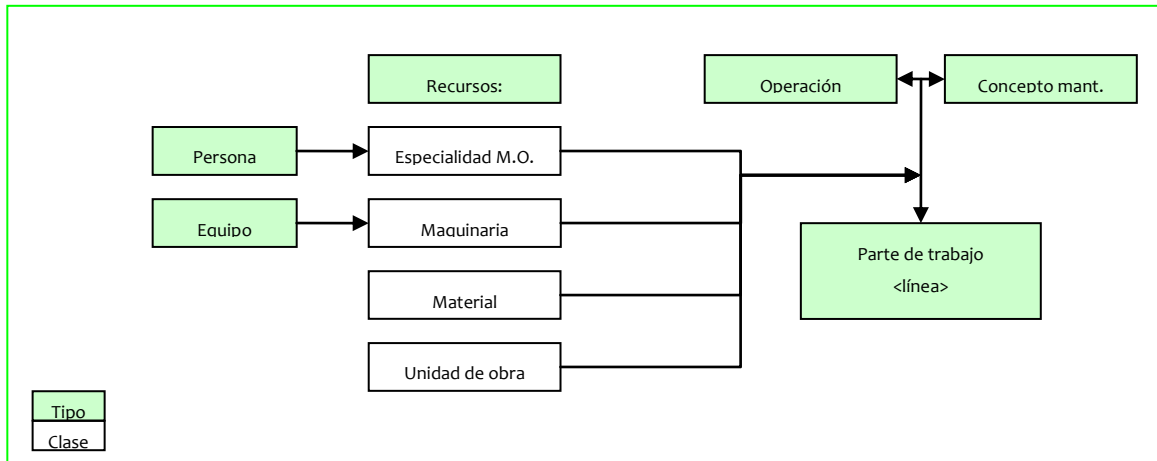 Recursos:
Operación
Concepto mant.
Persona
Especialidad M.O.
Equipo
Maquinaria
Parte de trabajo
<línea>
Material
Unidad de obra
Tipo
Clase